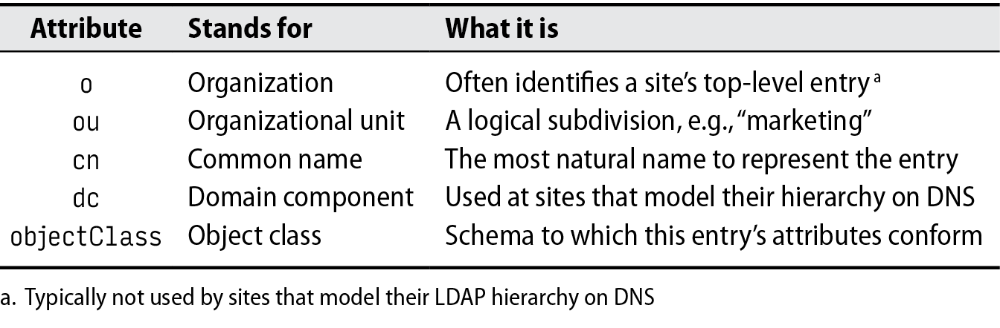 Attribute Stands for What it is
o Organization Often identifies a site’s top-level entry a
ou Organizational unit A logical subdivision, e.g., “marketing”
cn Common name The most natural name to represent the entry
dc Domain component Used at sites that model their hierarchy on DNS
objectClass Object class Schema to which this entry’s attributes conform
a. Typically not used by sites that model their LDAP hierarchy on DNS